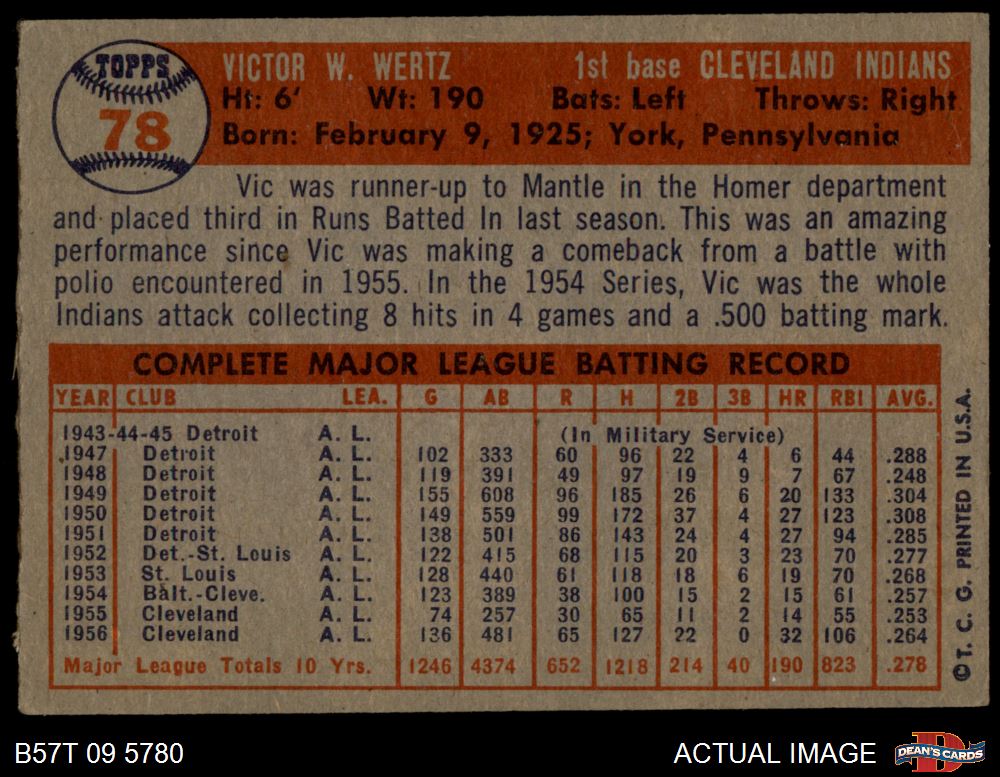 TOPPS
78
VICTOR W. WERTZ 1st base CLEVELAND INDIANS
Ht: 6' Wt: 190 Bats: Left Throws: Right
Born: February 9, 1925; York, Pennsylvania
Vic was runner-up to Mantle in the Homer department
and placed third in Runs Batted In last season. This was an amazing
performance since Vic was making a comeback from a battle with
polio encountered in 1955. In the 1954 Series, Vic was the whole
Indians attack collecting 8 hits in 4 games and a .500 batting mark.
COMPLETE MAJOR LEAGUE BATTING RECORD
YEAR CLUB LEA. G AB R H 2B 3B HR RBI AVG.
1943-44-45 Detroit A. L. (In Military Service)
1947 Detroit A. L. 102 333 60 96 22 4 6 44 .288
1948 Detroit A. L. 119 391 49 97 19 9 7 67 .248
1949 Detroit A. L. 155 608 96 185 26 6 20 133 .304
1950 Detroit A. L. 149 559 99 172 37 4 27 123 .308
1951 Detroit A. L. 138 501 86 143 24 4 27 94 .285
1952 Det.-St. Louis A. L. 122 415 68 115 20 3 23 70 .277
1953 St. Louis A. L. 128 440 61 118 18 6 19 70 .268
1954 Balt.-Cleve. A. L. 123 389 38 100 15 2 15 61 .257
1955 Cleveland A. L. 74 257 30 65 11 2 14 55 .253
1956 Cleveland A. L. 136 481 65 127 22 0 32 106 .264
Major League Totals 10 Yrs. 1246 4374 652 1218 214 40 190 823 .278
© T. C. G. PRINTED IN U.S.A.
B57T 09 5780 ACTUAL IMAGE DEAN'S CARDS